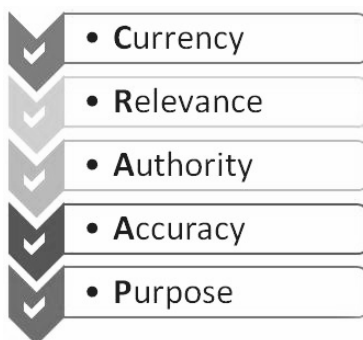 • Currency
• Relevance
• Authority
• Accuracy
• Purpose